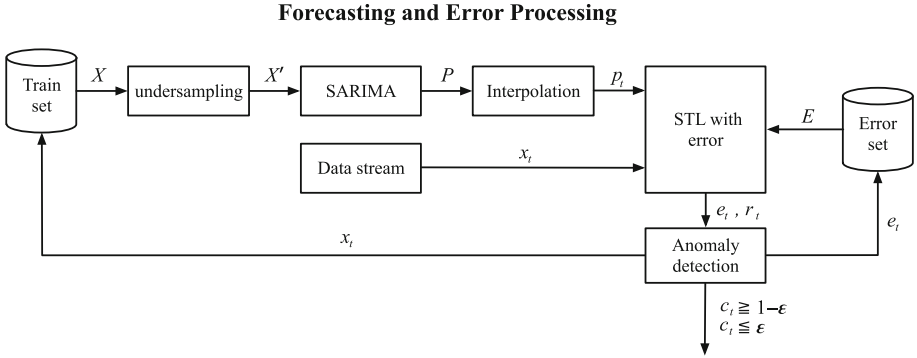 Forecasting and Error Processing
Train
set
X
undersampling
X′
SARIMA
P
Interpolation
pₜ
STL with
error
E
Error
set
Data stream
xₜ
eₜ , rₜ
xₜ
Anomaly
detection
eₜ
cₜ ≧ 1−ε
cₜ ≦ ε